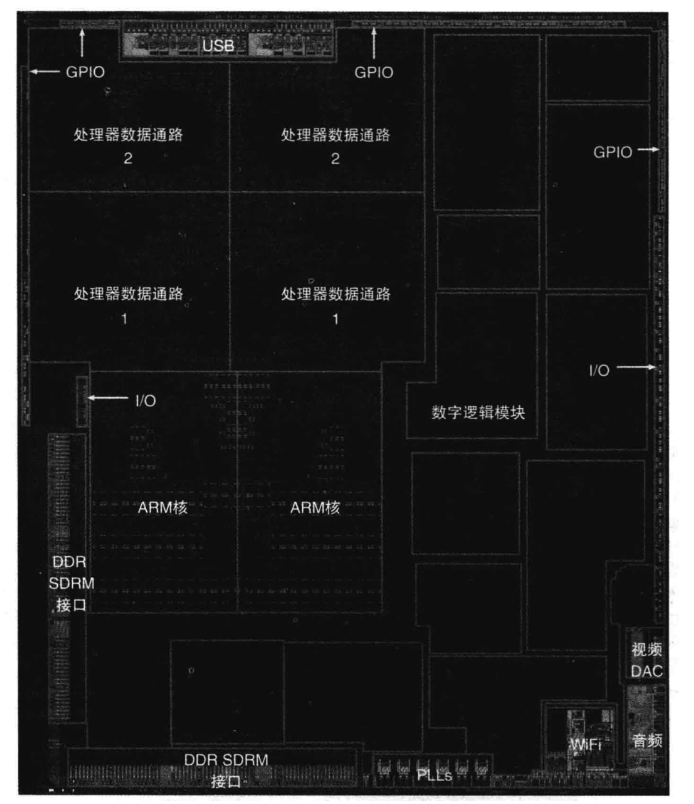 USB
GPIO
GPIO
处理器数据通路
2
处理器数据通路
2
GPIO
处理器数据通路
1
处理器数据通路
1
I/O
I/O
数字逻辑模块
ARM核
ARM核
DDR
SDRM
接口
视频
DAC
DDR SDRM
接口
PLLs
WiFi
音频